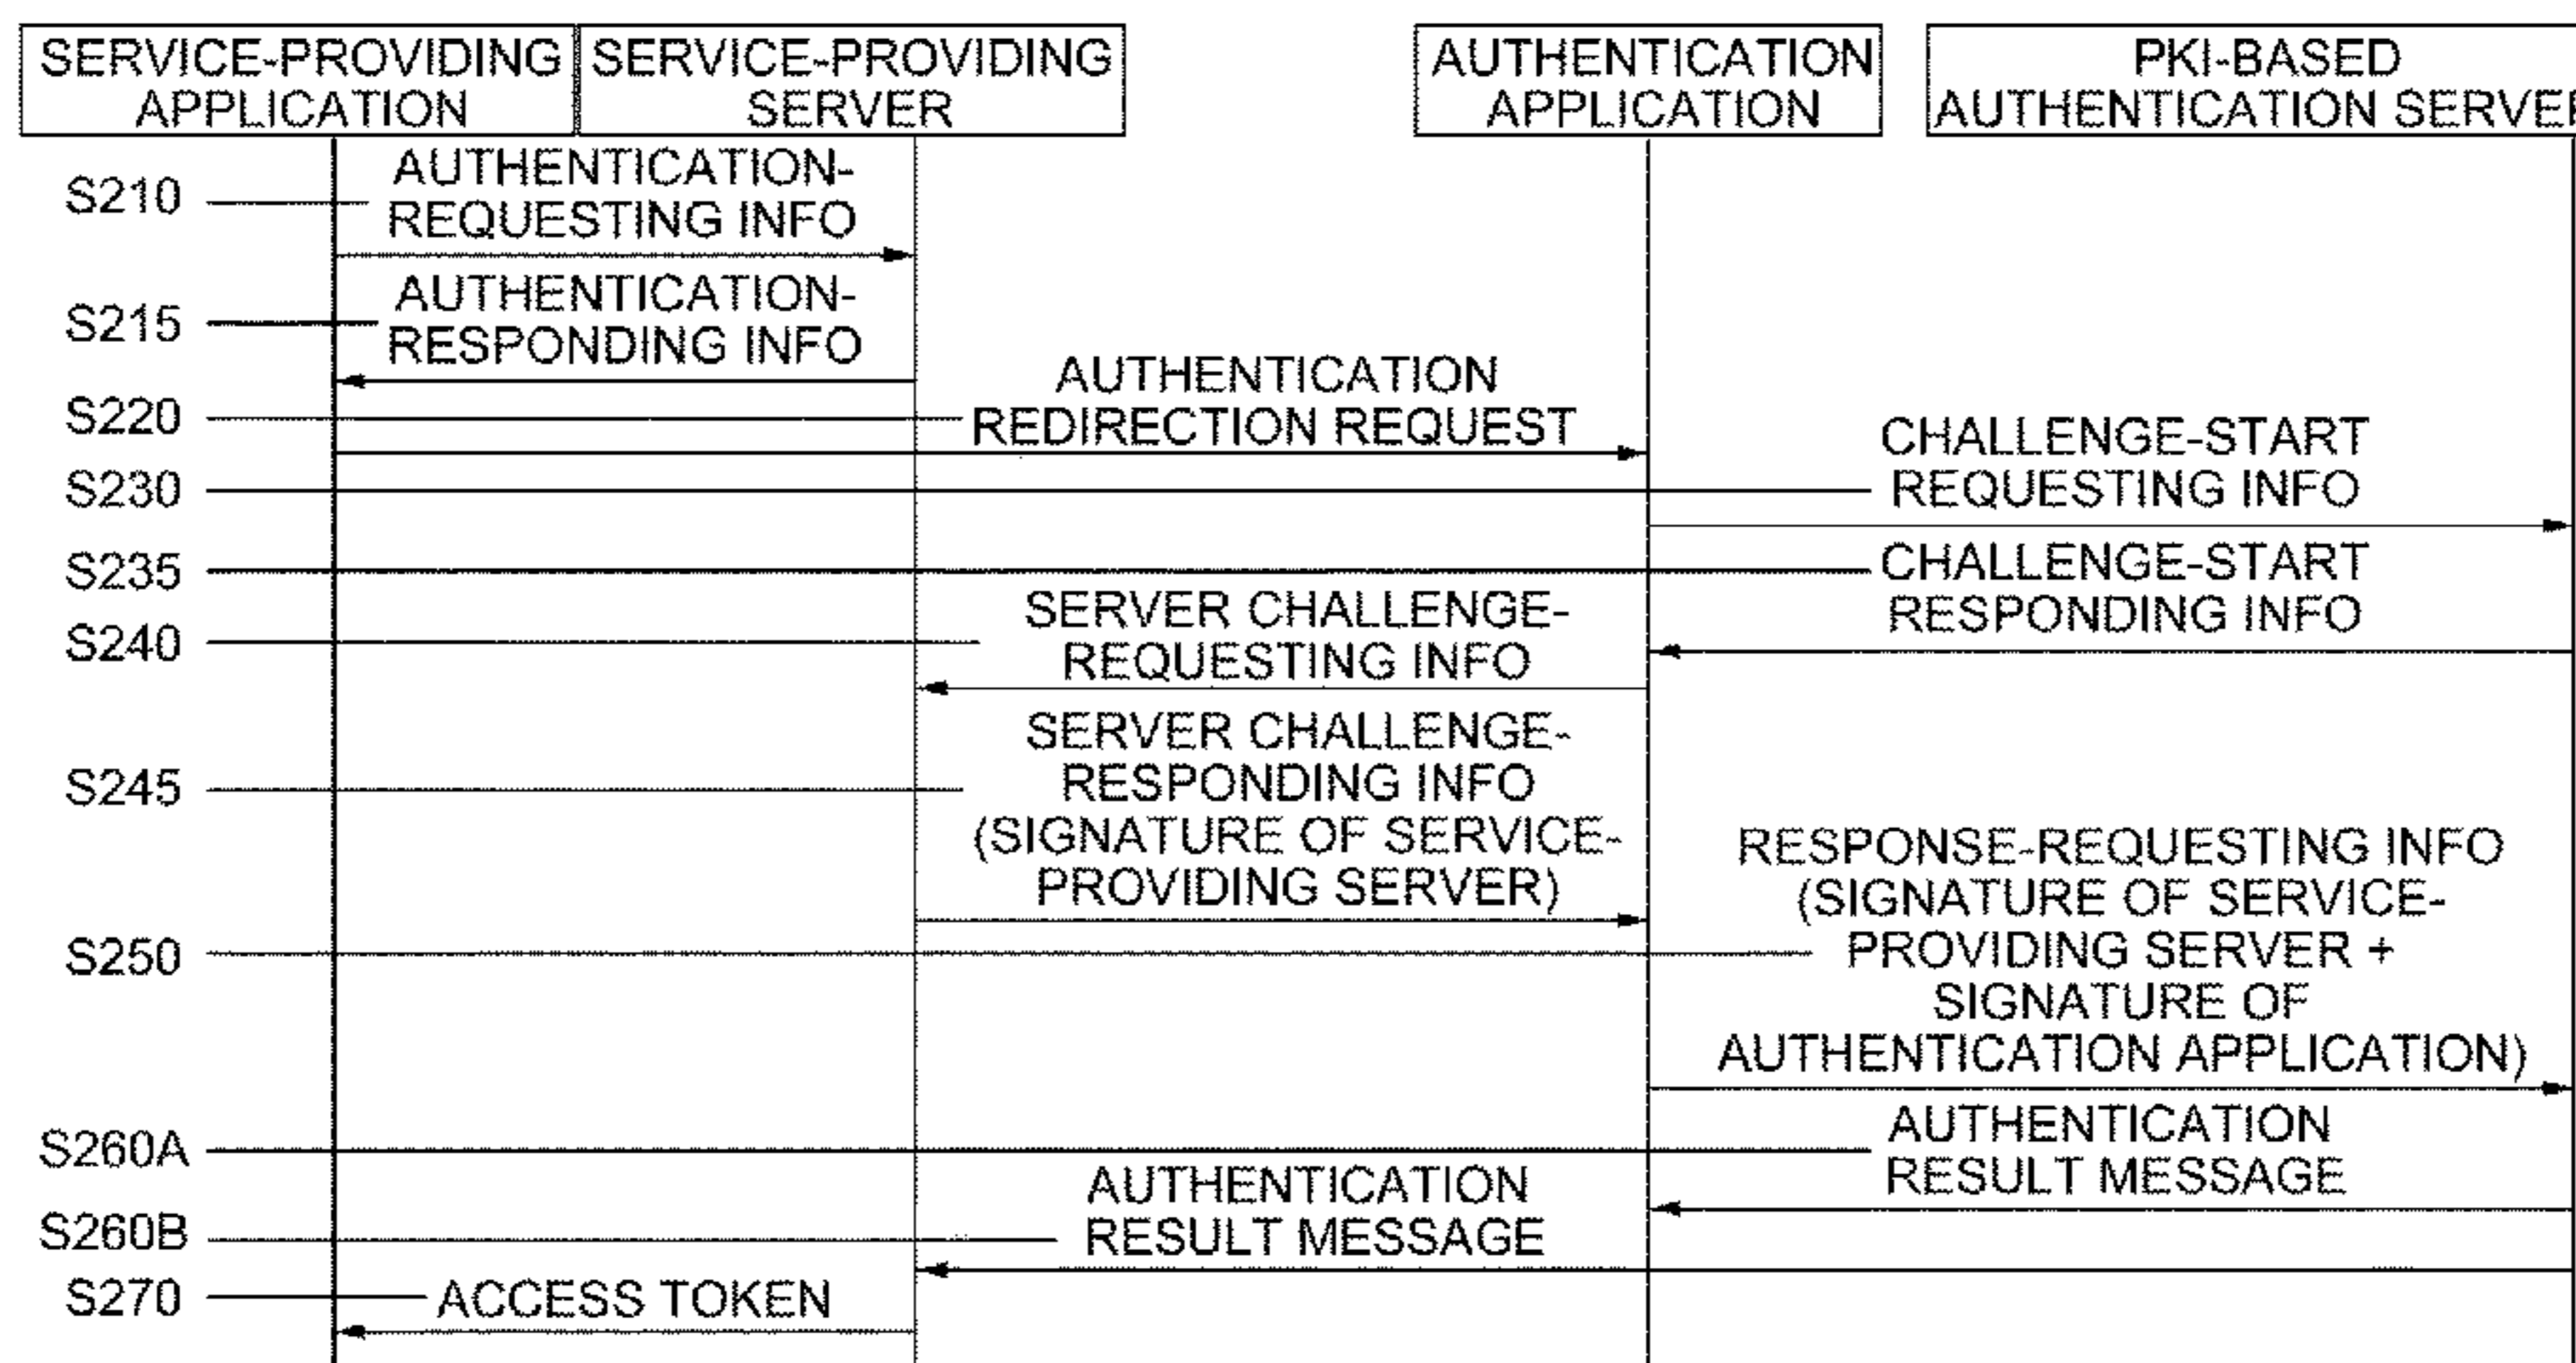 SERVICE-PROVIDING
APPLICATION
SERVICE-PROVIDING
SERVER
AUTHENTICATION
APPLICATION
PKI-BASED
AUTHENTICATION SERVER
S210
AUTHENTICATION-
REQUESTING INFO
S215
AUTHENTICATION-
RESPONDING INFO
S220
AUTHENTICATION
REDIRECTION REQUEST
S230
CHALLENGE-START
REQUESTING INFO
S235
CHALLENGE-START
RESPONDING INFO
S240
SERVER CHALLENGE-
REQUESTING INFO
S245
SERVER CHALLENGE-
RESPONDING INFO
(SIGNATURE OF SERVICE-
PROVIDING SERVER)
S250
RESPONSE-REQUESTING INFO
(SIGNATURE OF SERVICE-
PROVIDING SERVER +
SIGNATURE OF
AUTHENTICATION APPLICATION)
S260A
AUTHENTICATION
RESULT MESSAGE
S260B
AUTHENTICATION
RESULT MESSAGE
S270
ACCESS TOKEN